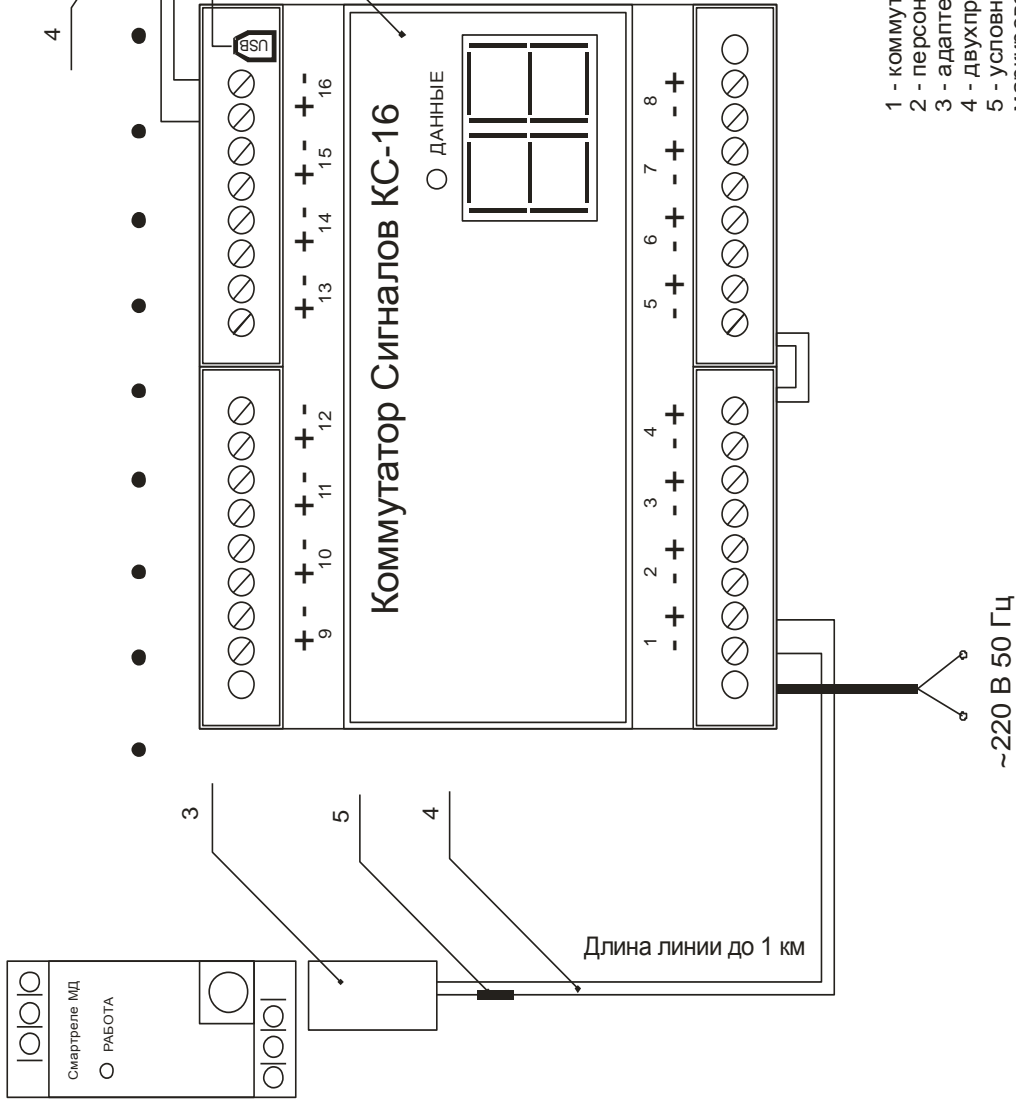 4
USB
+ - + - + - + - + - + - + - + -
9 10 11 12 13 14 15 16
Коммутатор Сигналов КС-16
ДАННЫЕ
1 2 3 4 5 6 7 8
- + - + - + - + - + - + - + - +
~220 В 50 Гц
Смартреле МД
РАБОТА
3
5
4
Длина линии до 1 км
1 - коммут
2 - персон
3 - адапте
4 - двухпр
5 - условн